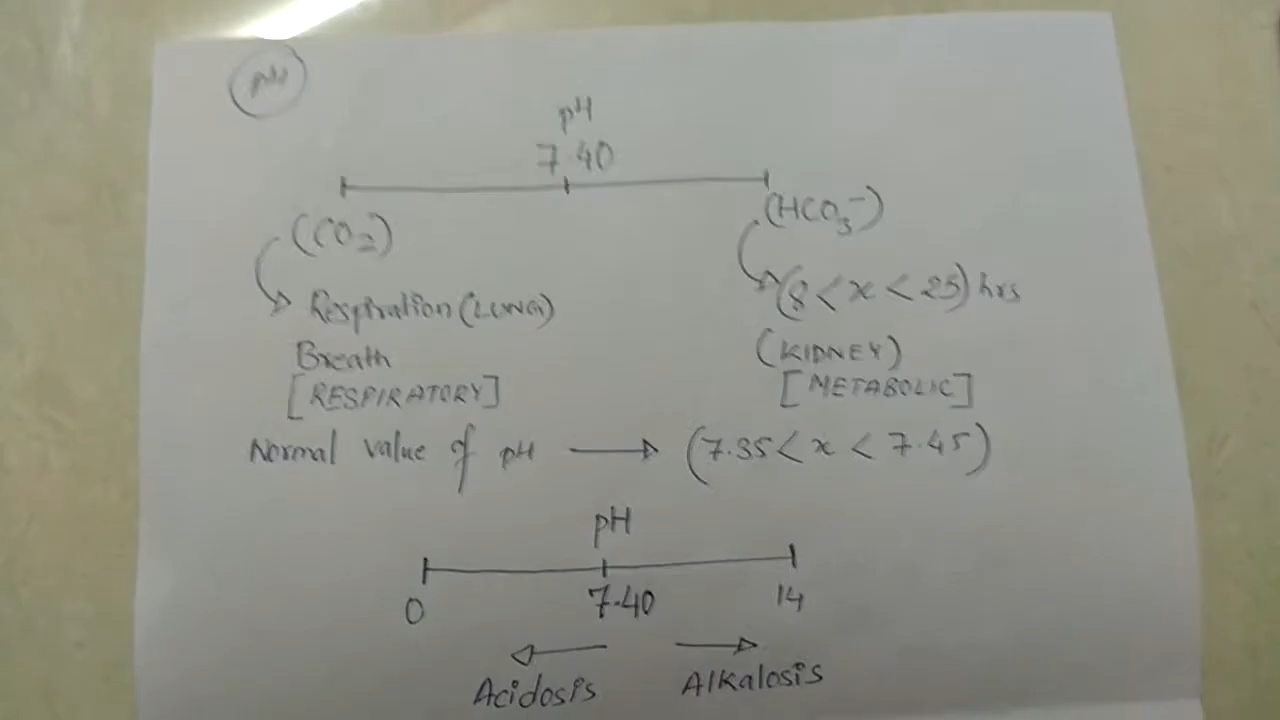 pH
pH
7.40
(CO₂) (HCO₃⁻)
Respiration (LUNG) (8 < x < 25) hrs
Breath (KIDNEY)
[RESPIRATORY] [METABOLIC]
Normal value of pH → (7.35 < x < 7.45)
pH
0 7.40 14
← →
Acidosis Alkalosis